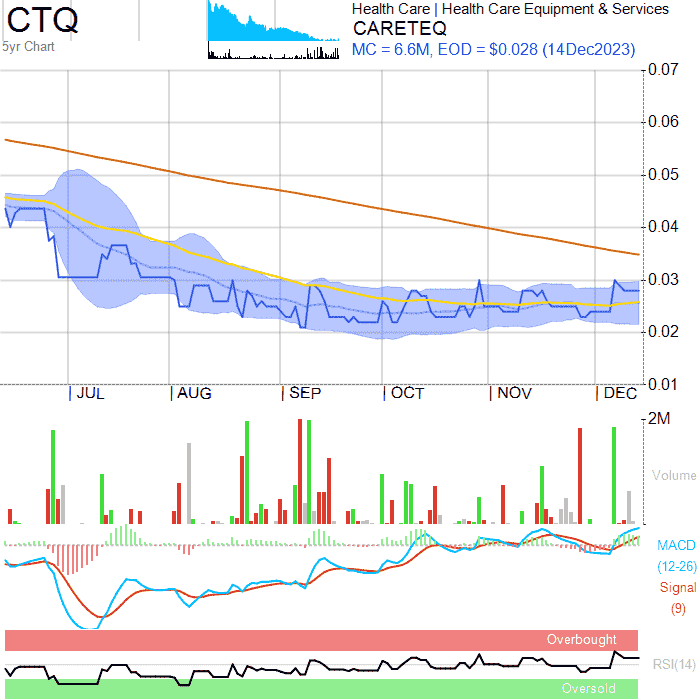 CTQ
5yr Chart
Health Care | Health Care Equipment & Services
CARETEQ
MC = 6.6M, EOD = $0.028 (14Dec2023)
0.07
0.06
0.05
0.04
0.03
0.02
0.01
JUL AUG SEP OCT NOV DEC
2M
Volume
MACD
(12-26)
Signal
(9)
Overbought
RSI(14)
Oversold